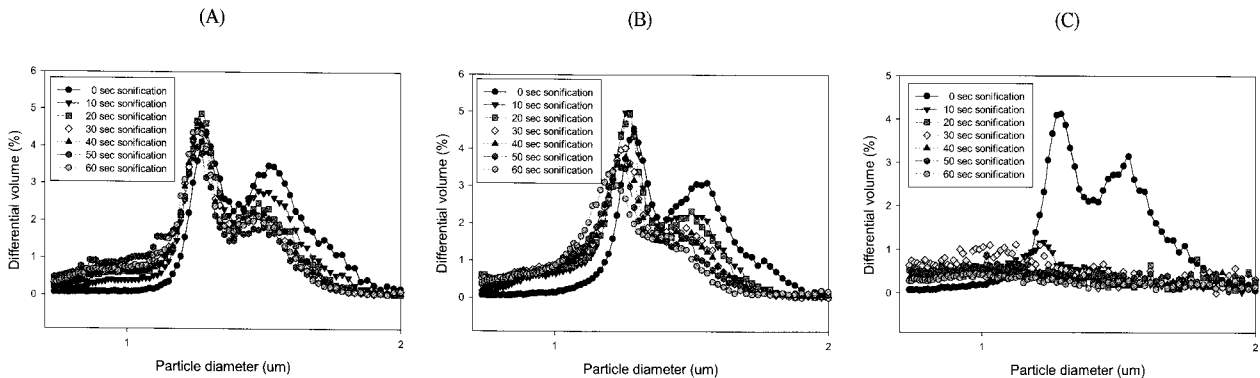 (A)
6
5
4
3
2
1
0
Differential volume (%)
0 sec sonification
10 sec sonification
20 sec sonification
30 sec sonification
40 sec sonification
50 sec sonification
60 sec sonification
1
2
Particle diameter (um)
(B)
6
5
4
3
2
1
0
Differential volume (%)
0 sec sonification
10 sec sonification
20 sec sonification
30 sec sonification
40 sec sonification
50 sec sonification
60 sec sonification
1
2
Particle diameter (um)
(C)
5
4
3
2
1
0
Differential volume (%)
0 sec sonification
10 sec sonification
20 sec sonification
30 sec sonification
40 sec sonification
50 sec sonification
60 sec sonification
1
2
Particle diameter (um)